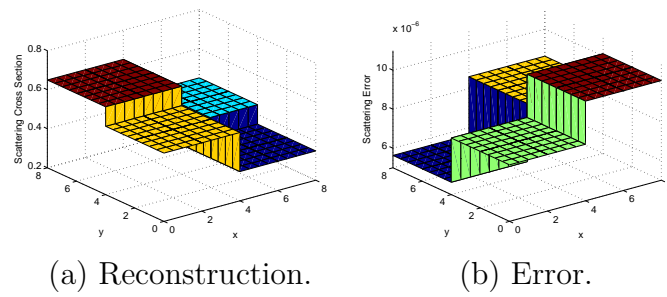 x 10^-6
0.8
0.6
0.4
0.2
Scattering Cross Section
8
6
4
2
0
y
0
2
4
6
8
x
10
8
6
Scattering Error
8
6
4
2
0
y
0
2
4
6
x
(a) Reconstruction.
(b) Error.